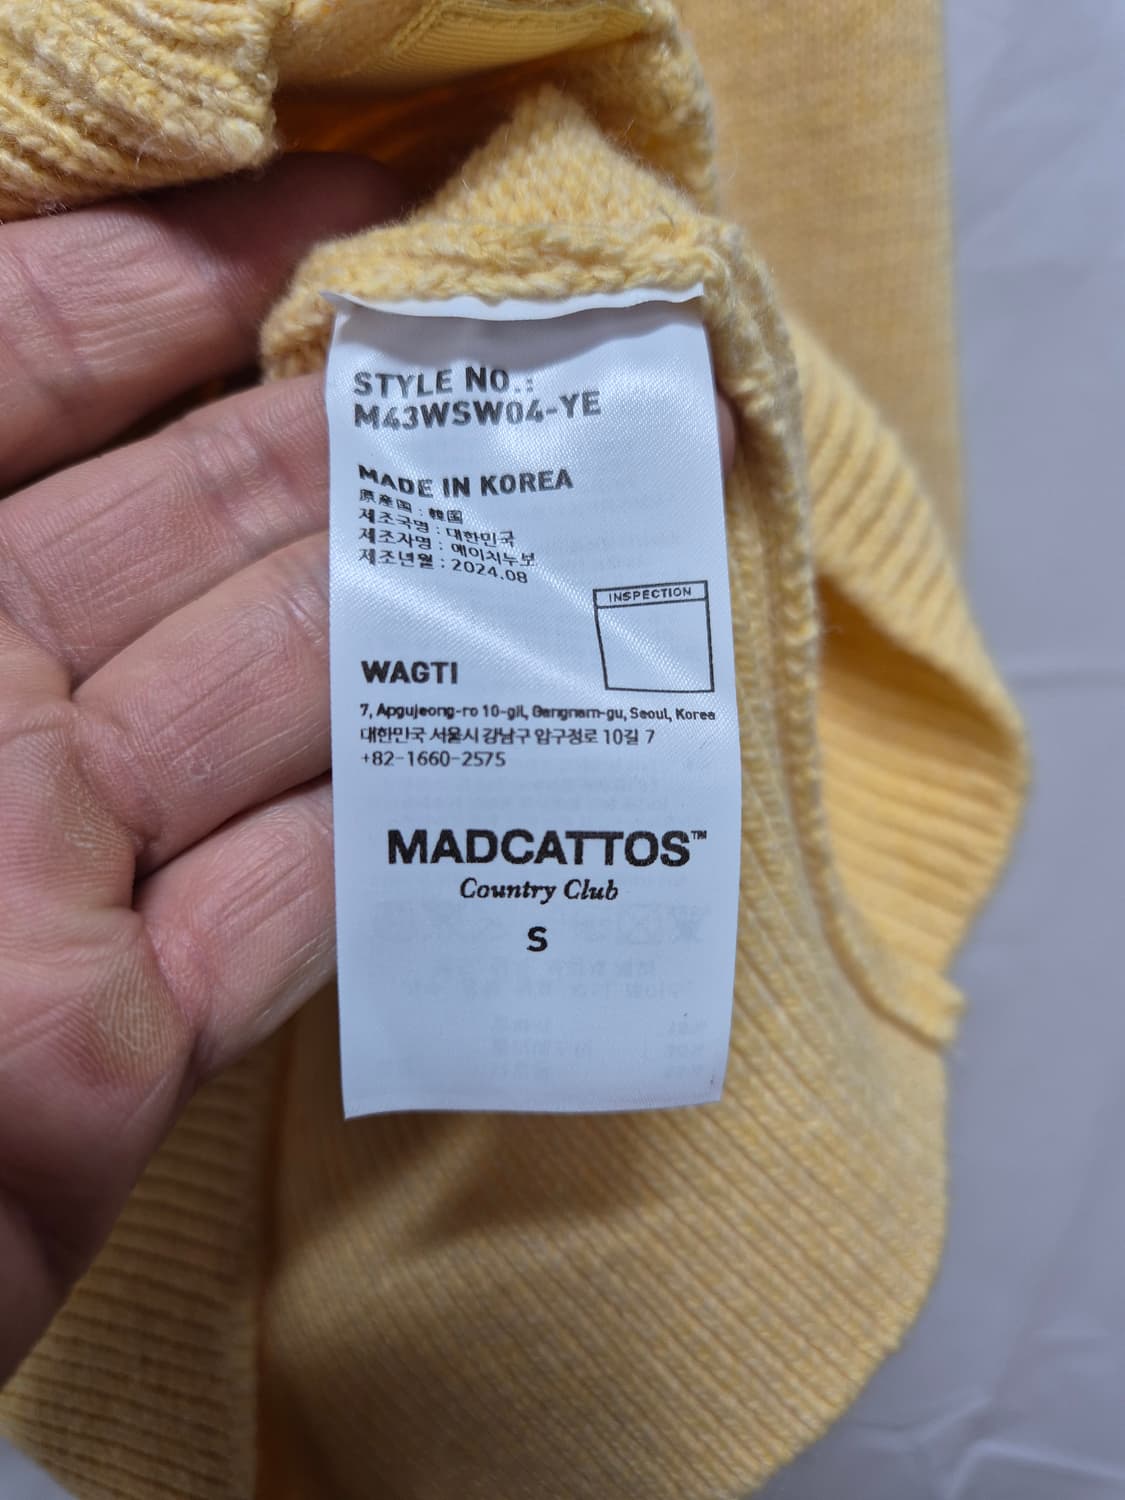 STYLE NO.:
M43WSW04-YE
MADE IN KOREA
原産国 : 韓国
제조국명 : 대한민국
제조자명 : 에이치누보
제조년월 : 2024.08
INSPECTION
WAGTI
7, Apgujeong-ro 10-gil, Gangnam-gu, Seoul, Korea
대한민국 서울시 강남구 압구정로 10길 7
+82-1660-2575
MADCATTOS™
Country Club
S